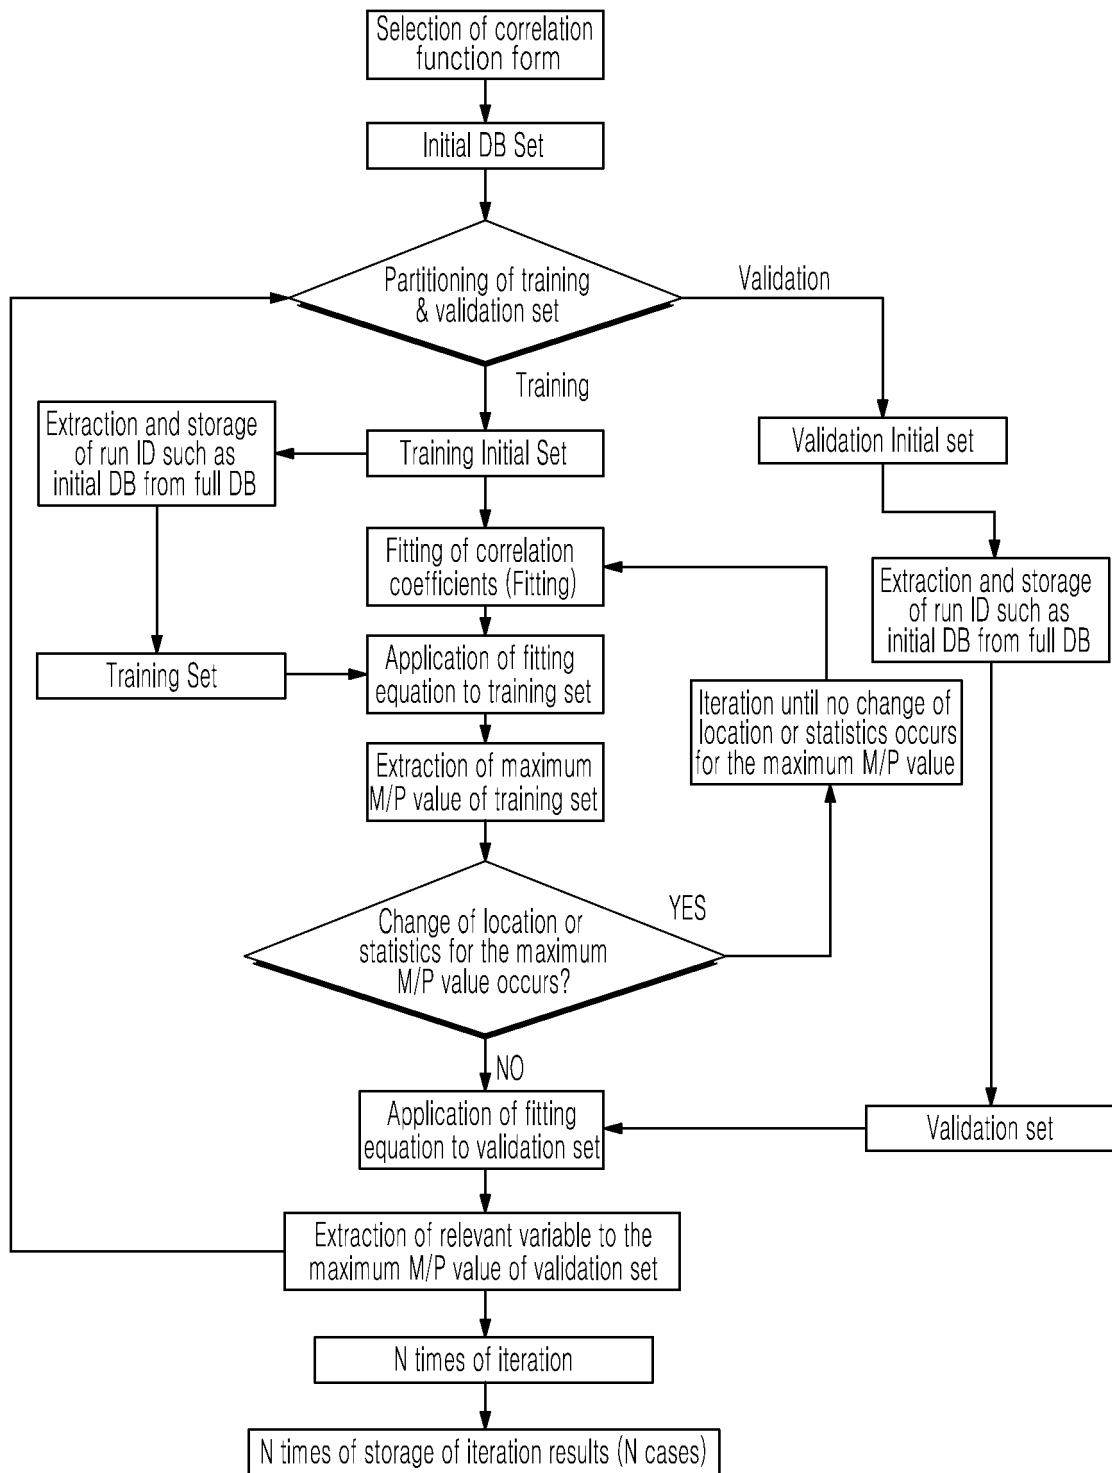 Selection of correlation
function form
Initial DB Set
Partitioning of training
& validation set
Validation
Training
Extraction and storage
of run ID such as
initial DB from full DB
Training Initial Set
Validation Initial set
Fitting of correlation
coefficients (Fitting)
Extraction and storage
of run ID such as
initial DB from full DB
Training Set
Application of fitting
equation to training set
Iteration until no change of
location or statistics occurs
for the maximum M/P value
Extraction of maximum
M/P value of training set
YES
Change of location or
statistics for the maximum
M/P value occurs?
NO
Application of fitting
equation to validation set
Validation set
Extraction of relevant variable to the
maximum M/P value of validation set
N times of iteration
N times of storage of iteration results (N cases)